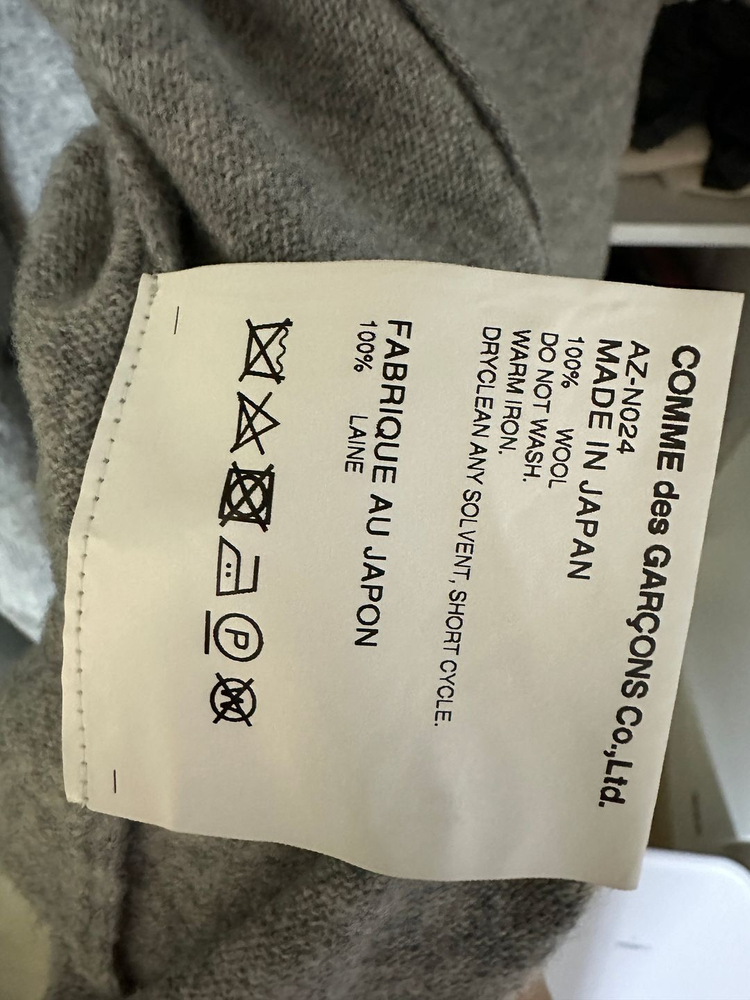 COMME des GARÇONS Co.,Ltd.
AZ-N024
MADE IN JAPAN
100% WOOL
DO NOT WASH.
WARM IRON.
DRYCLEAN ANY SOLVENT, SHORT CYCLE.
FABRIQUE AU JAPON
100% LAINE
P
W